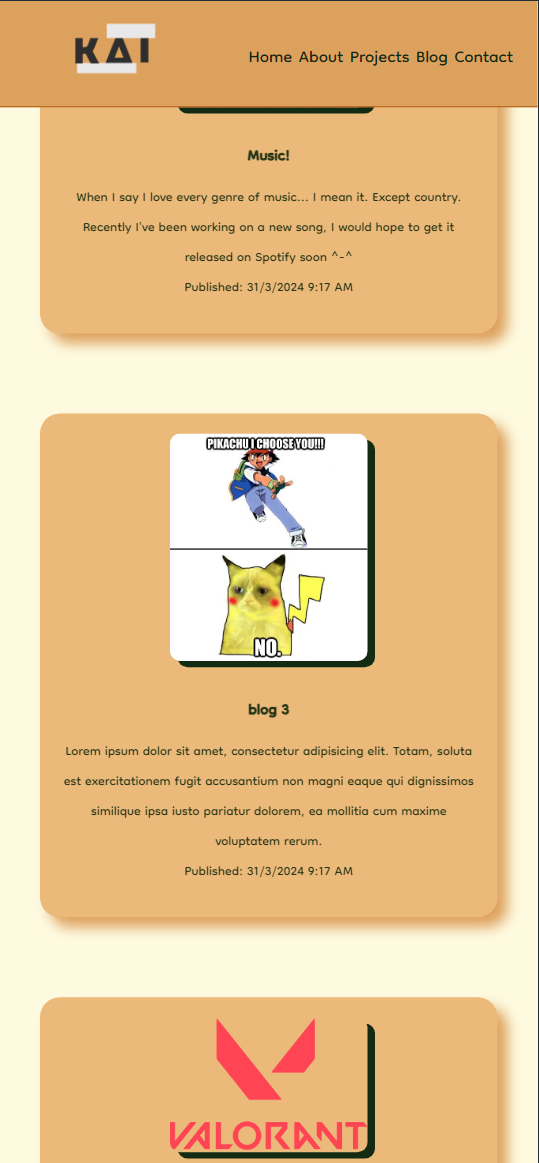 KAI
Home About Projects Blog Contact
Music!
When I say I love every genre of music... I mean it. Except country.
Recently I've been working on a new song, I would hope to get it
released on Spotify soon ^-^
Published: 31/3/2024 9:17 AM
PIKACHU I CHOOSE YOU!!!
NO.
blog 3
Lorem ipsum dolor sit amet, consectetur adipisicing elit. Totam, soluta
est exercitationem fugit accusantium non magni eaque qui dignissimos
similique ipsa iusto pariatur dolorem, ea mollitia cum maxime
voluptatem rerum.
Published: 31/3/2024 9:17 AM
VALORANT